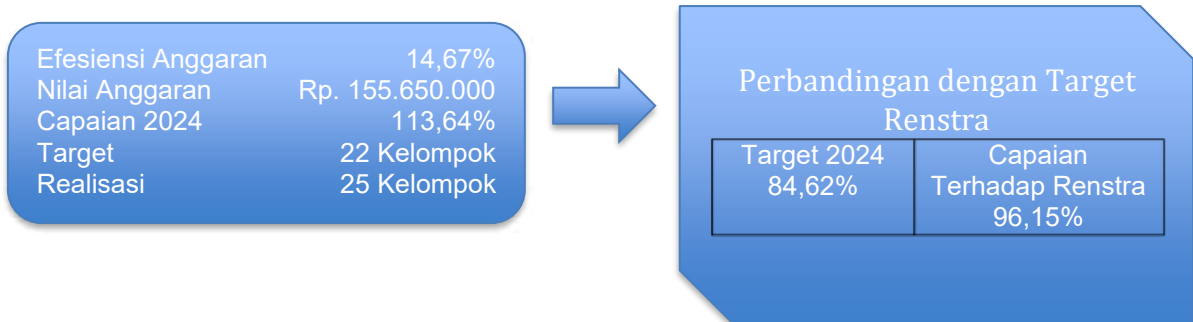 Efesiensi Anggaran 14,67%
Nilai Anggaran Rp. 155.650.000
Capaian 2024 113,64%
Target 22 Kelompok
Realisasi 25 Kelompok
Perbandingan dengan Target
Renstra
Target 2024
84,62%
Capaian
Terhadap Renstra
96,15%